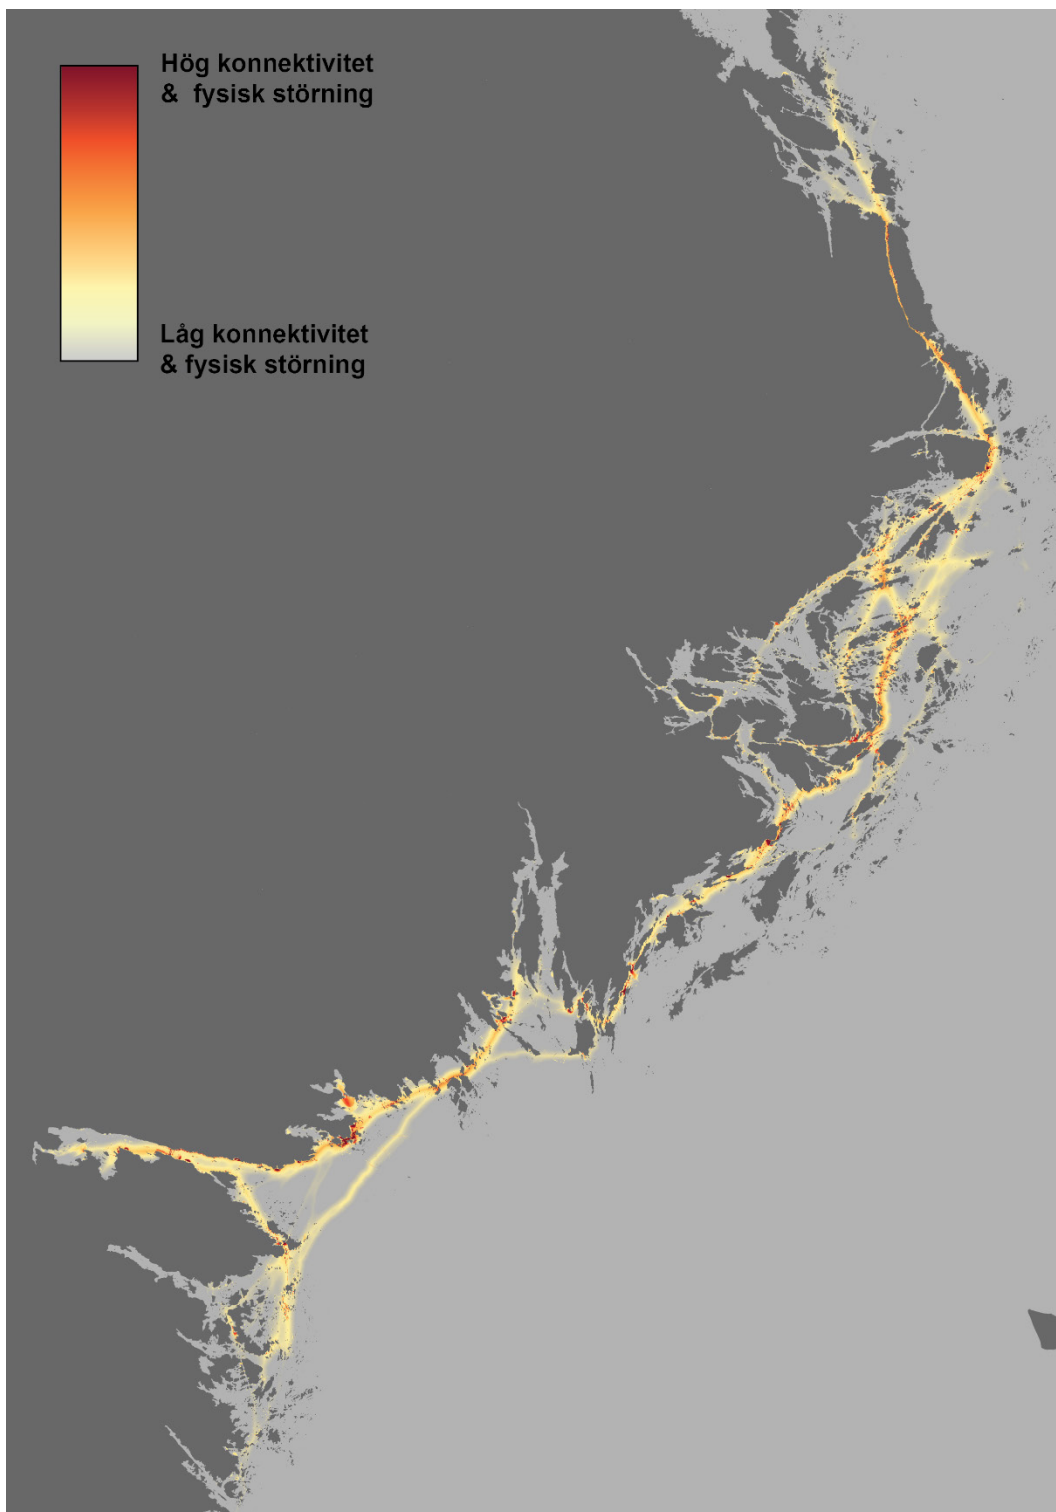 Hög konnektivitet
& fysisk störning
Låg konnektivitet
& fysisk störning